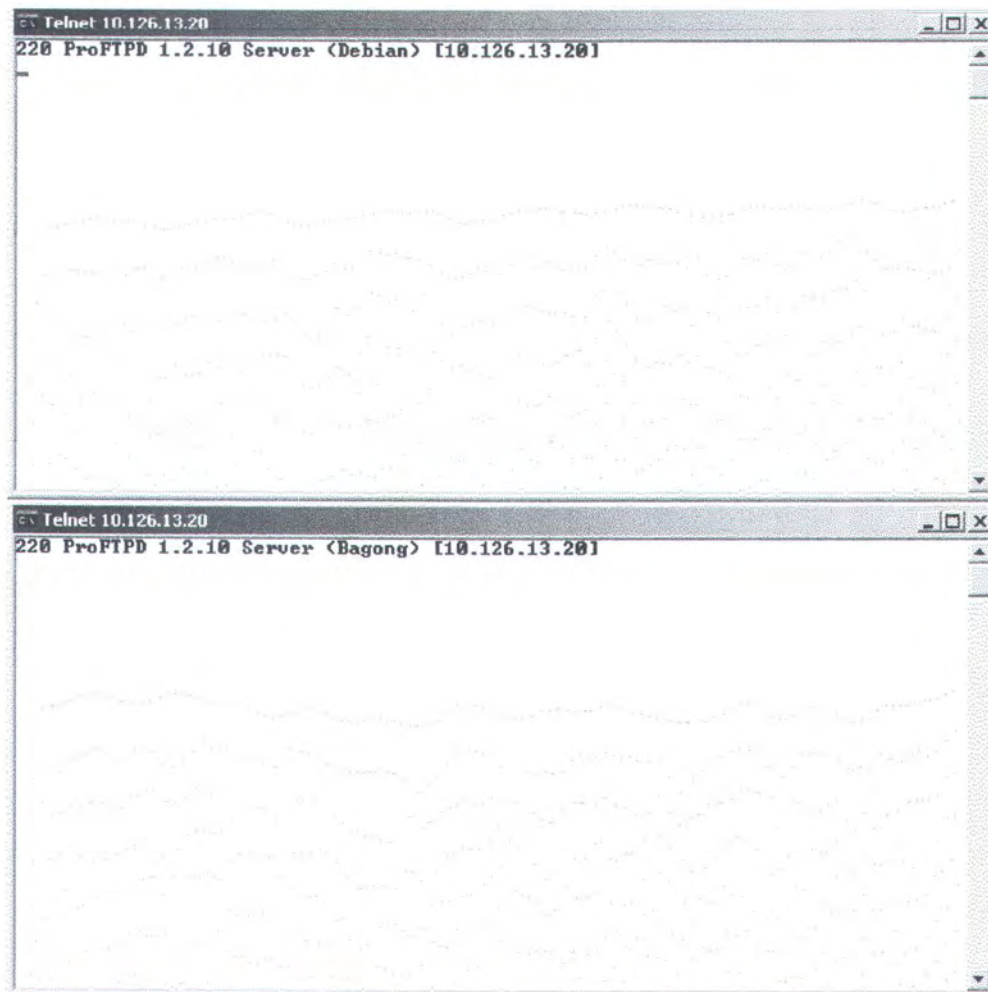 Telnet 10.126.13.20
220 ProFTPD 1.2.10 Server (Debian) [10.126.13.20]
Telnet 10.126.13.20
220 ProFTPD 1.2.10 Server (Bagong) [10.126.13.20]